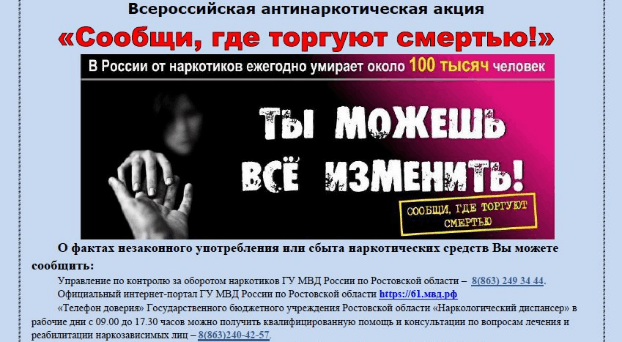 Всероссийская антинаркотическая акция
«Сообщи, где торгуют смертью!»
В России от наркотиков ежегодно умирает около 100 тысяч человек
ТЫ МОЖЕШЬ
ВСЁ ИЗМЕНИТЬ!
СООБЩИ, ГДЕ ТОРГУЮТ
СМЕРТЬЮ
О фактах незаконного употребления или сбыта наркотических средств Вы можете
сообщить:
Управление по контролю за оборотом наркотиков ГУ МВД России по Ростовской области – 8(863) 249 34 44.
Официальный интернет-портал ГУ МВД России по Ростовской области https://61.мвд.рф
«Телефон доверия» Государственного бюджетного учреждения Ростовской области «Наркологический диспансер» в
рабочие дни с 09.00 до 17.30 часов можно получить квалифицированную помощь и консультации по вопросам лечения и
реабилитации наркозависимых лиц – 8(863)240-42-57.